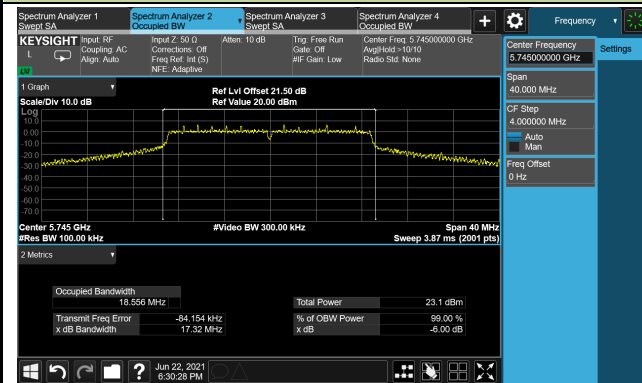 Spectrum Analyzer 1
Swept SA
Spectrum Analyzer 2
Occupied BW
Spectrum Analyzer 3
Swept SA
Spectrum Analyzer 4
Occupied BW
Frequency
KEYSIGHT
L
LXI
Input: RF
Coupling: AC
Align: Auto
Input Z: 50 Ω
Corrections: Off
Freq Ref: Int (S)
NFE: Adaptive
Atten: 10 dB
Trig: Free Run
Gate: Off
#IF Gain: Low
Center Freq: 5.745000000 GHz
Avg|Hold:>10/10
Radio Std: None
Center Frequency
5.745000000 GHz
Settings
Span
40.000 MHz
CF Step
4.000000 MHz
Auto
Man
Freq Offset
0 Hz
1 Graph
Scale/Div 10.0 dB
Ref Lvl Offset 21.50 dB
Ref Value 20.00 dBm
Log
10.0
0.00
-10.0
-20.0
-30.0
-40.0
-50.0
-60.0
-70.0
Center 5.745 GHz
#Res BW 100.00 kHz
#Video BW 300.00 kHz
Span 40 MHz
Sweep 3.87 ms (2001 pts)
2 Metrics
Occupied Bandwidth
18.556 MHz
Transmit Freq Error -84.154 kHz
x dB Bandwidth 17.32 MHz
Total Power 23.1 dBm
% of OBW Power 99.00 %
x dB -6.00 dB
?
Jun 22, 2021
6:30:28 PM